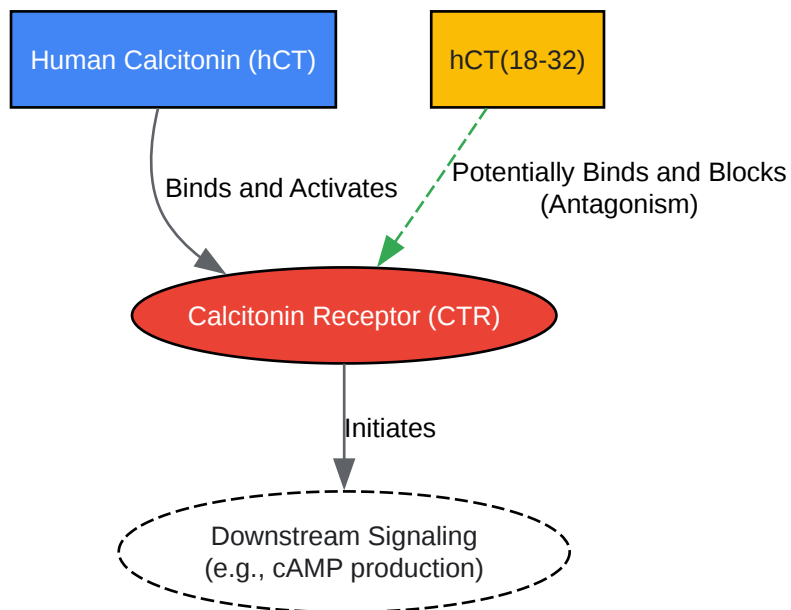 Human Calcitonin (hCT)
hCT(18-32)
Binds and Activates
Potentially Binds and Blocks
(Antagonism)
Calcitonin Receptor (CTR)
Initiates
Downstream Signaling
(e.g., cAMP production)